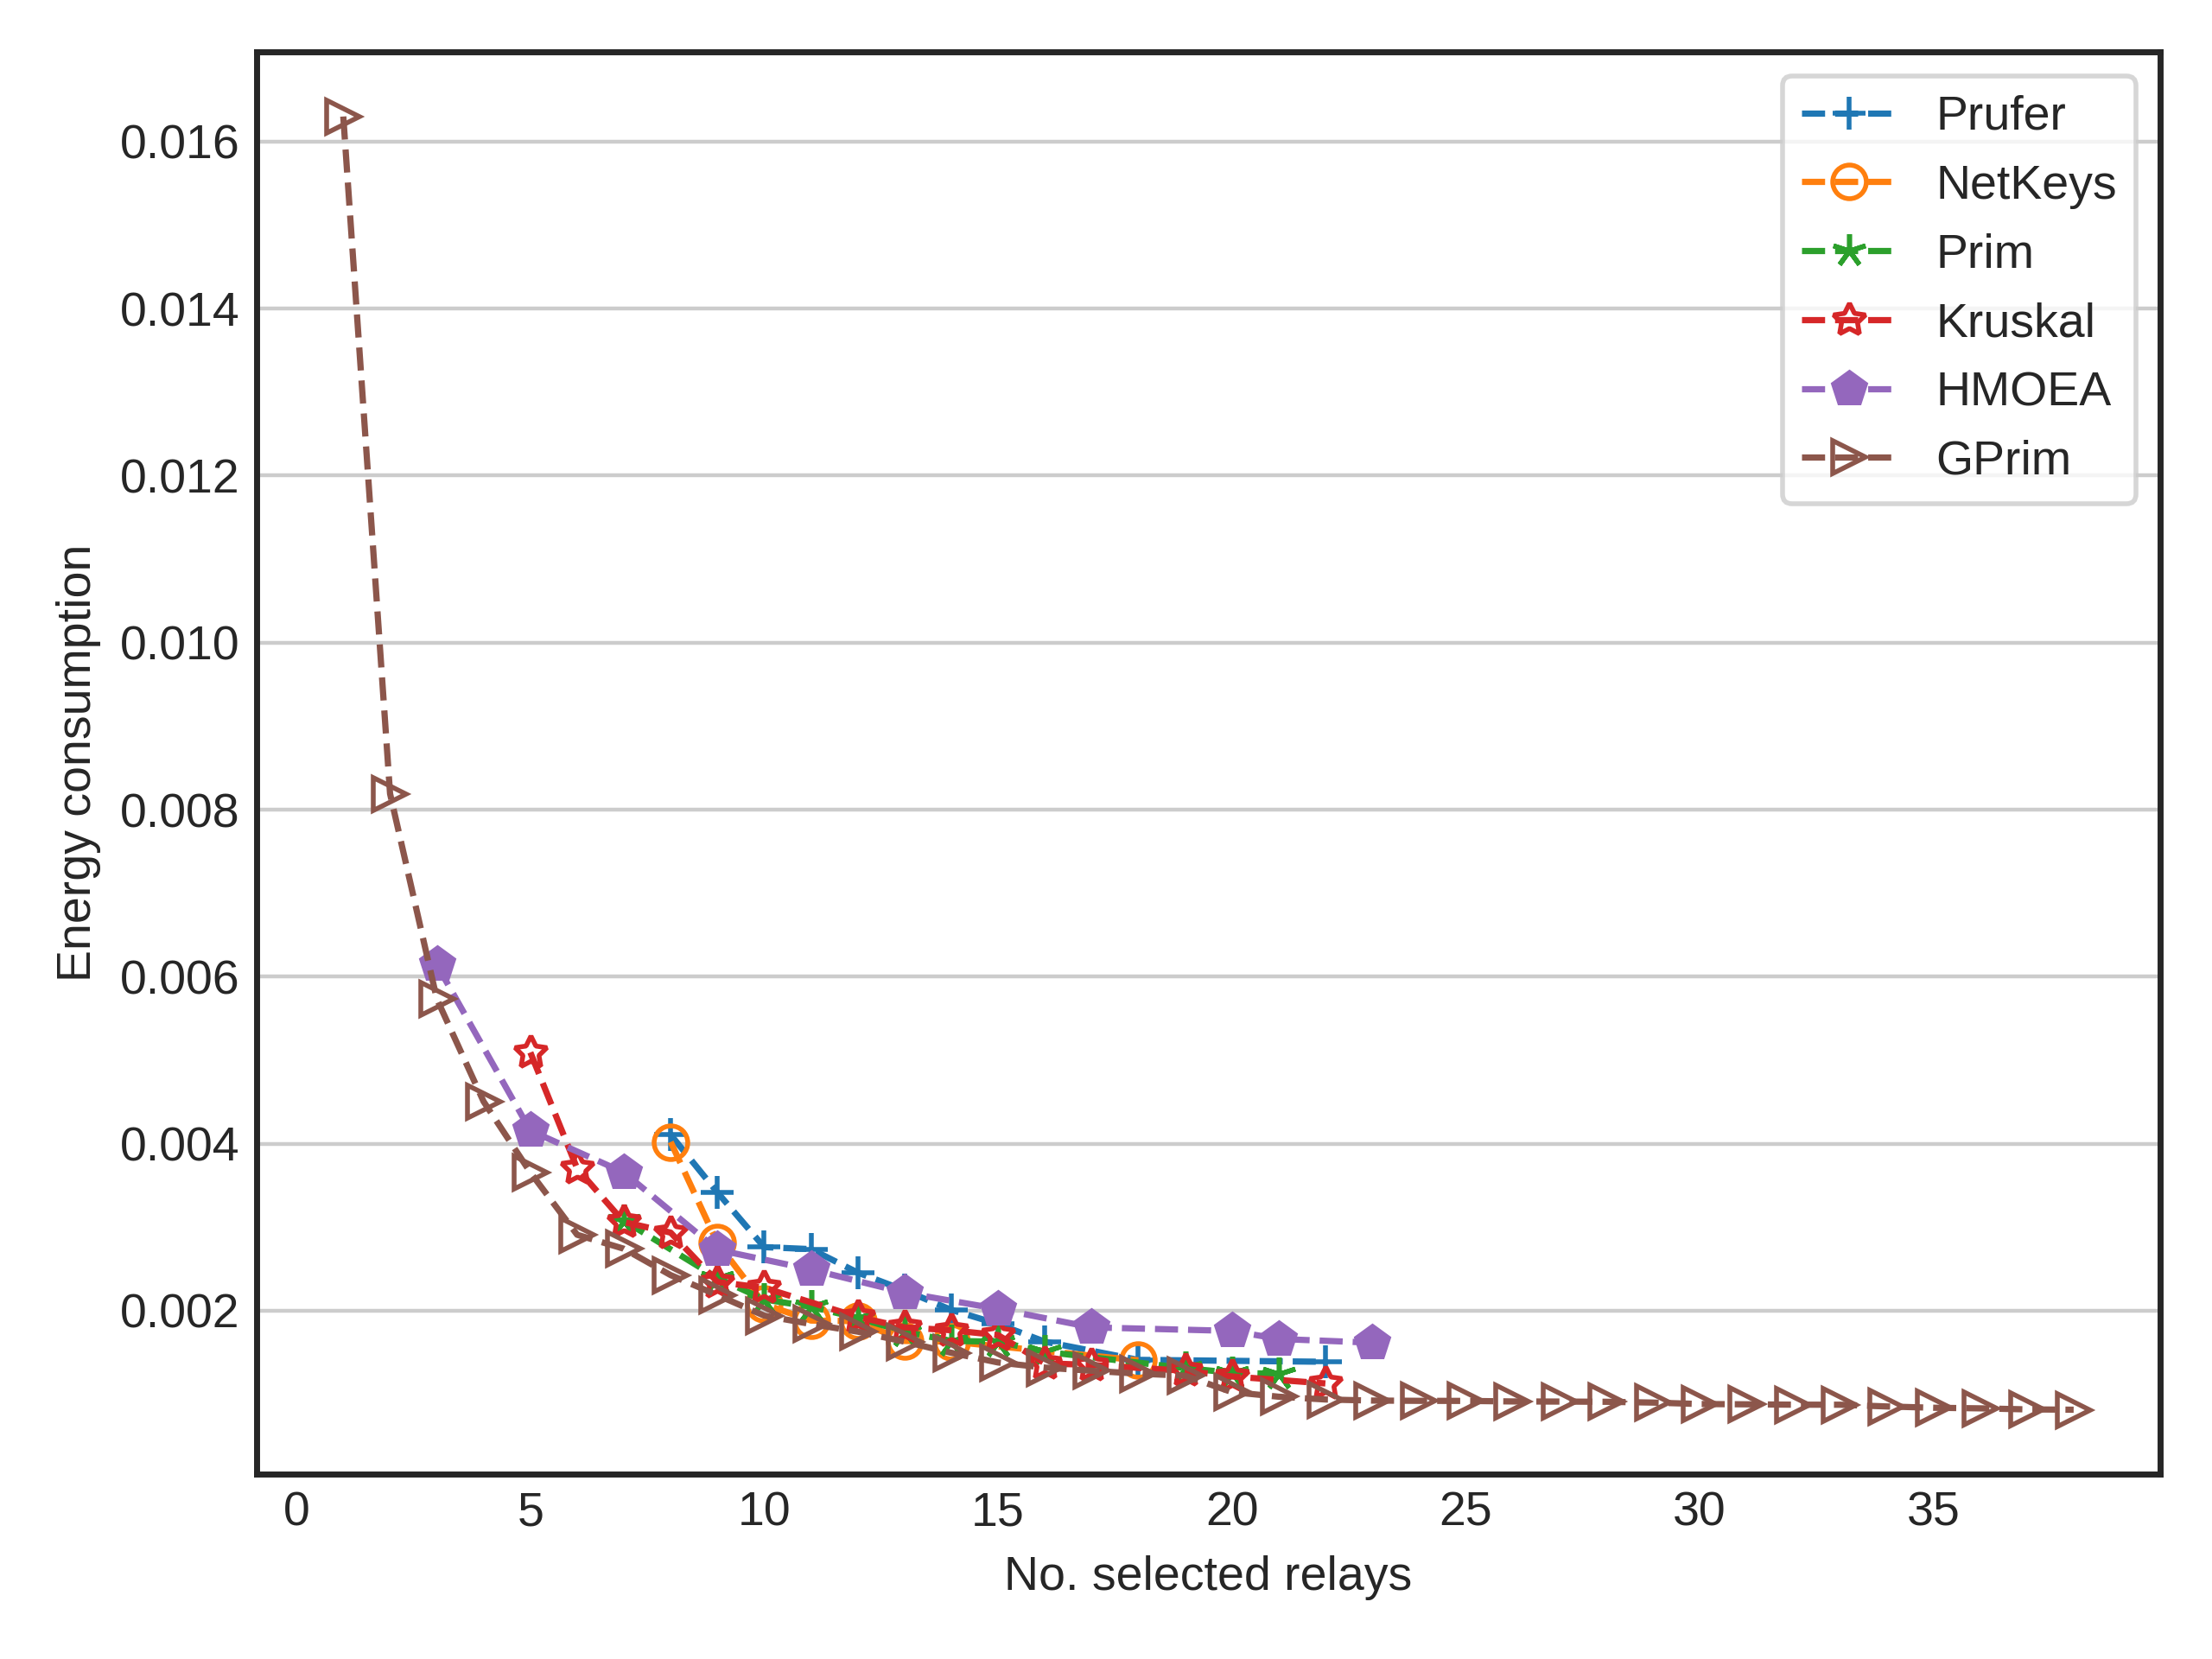 Prufer
NetKeys
Prim
Kruskal
HMOEA
GPrim
0.016
0.014
0.012
0.010
0.008
0.006
0.004
0.002
Energy consumption
0 5 10 15 20 25 30 35
No. selected relays